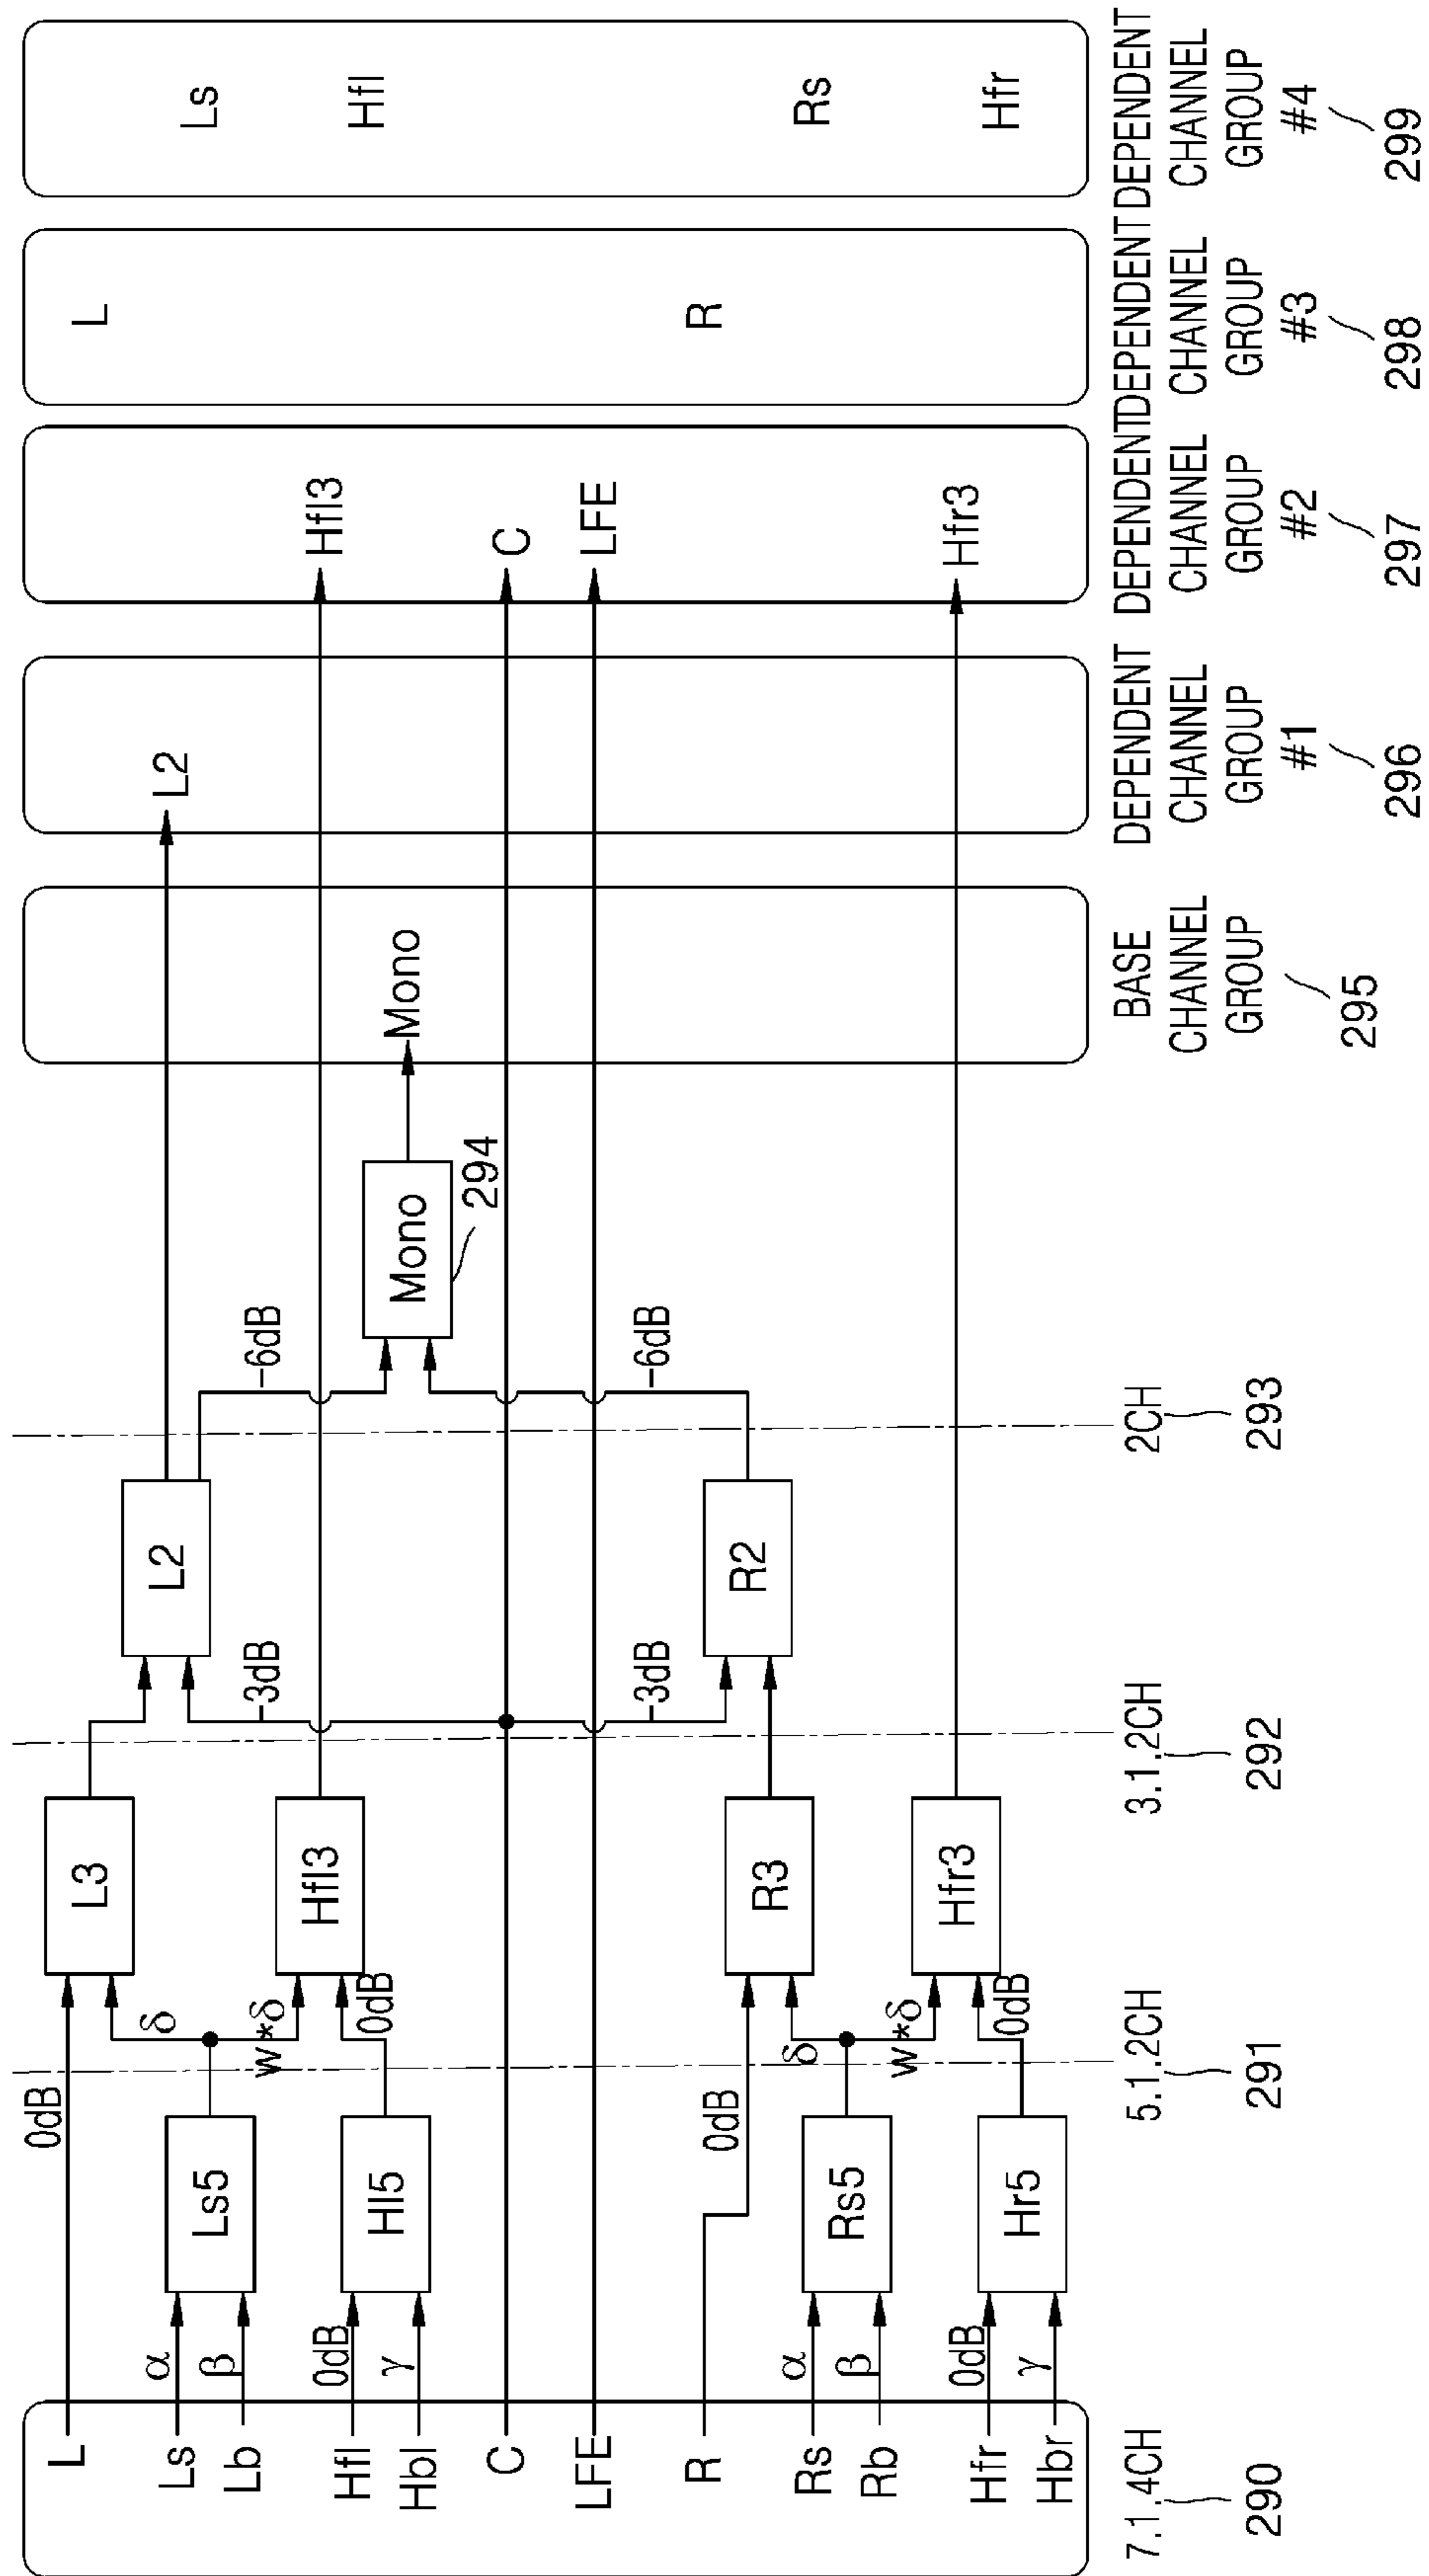 L
Ls
Lb
Hfl
Hbl
C
LFE
R
Rs
Rb
Hfr
Hbr
7.1.4CH
290
0dB
α
β
0dB
γ
α
β
0dB
γ
0dB
Ls5
Hl5
Rs5
Hr5
5.1.2CH
291
δ
w*δ
0dB
δ
w*δ
0dB
L3
Hfl3
R3
Hfr3
3.1.2CH
292
-3dB
-3dB
L2
R2
2CH
293
-6dB
-6dB
Mono
294
Mono
BASE
CHANNEL
GROUP
295
L2
DEPENDENT
CHANNEL
GROUP
#1
296
Hfl3
C
LFE
Hfr3
DEPENDENT
CHANNEL
GROUP
#2
297
L
R
DEPENDENT
CHANNEL
GROUP
#3
298
Ls
Hfl
Rs
Hfr
DEPENDENT
CHANNEL
GROUP
#4
299